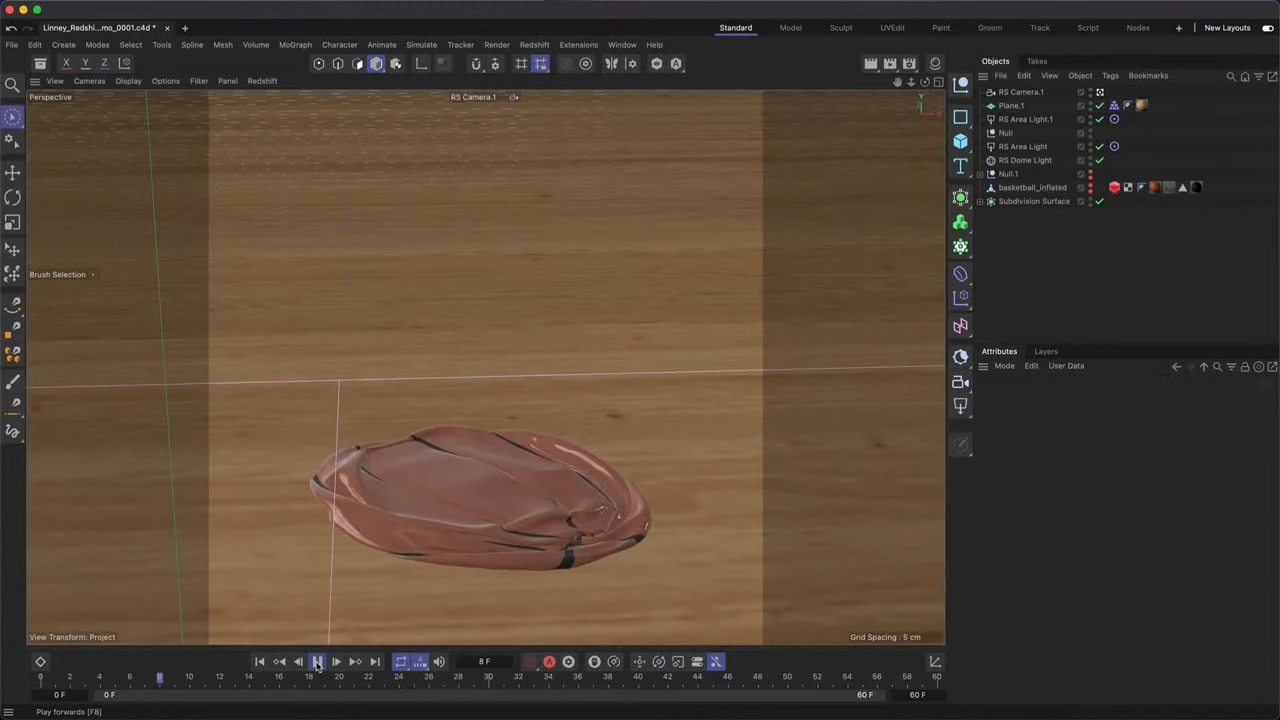 Linney_Redshi...mo_0001.c4d *
Standard
Model
Sculpt
UVEdit
Paint
Groom
Track
Script
Nodes
New Layouts
File
Edit
Create
Modes
Select
Tools
Spline
Mesh
Volume
MoGraph
Character
Animate
Simulate
Tracker
Render
Redshift
Extensions
Window
Help
X
Y
Z
Objects
Takes
View
Cameras
Display
Options
Filter
Panel
Redshift
File
Edit
View
Object
Tags
Bookmarks
Perspective
RS Camera.1
Y
X
RS Camera.1
Plane.1
RS Area Light.1
Null
RS Area Light
RS Dome Light
Null.1
basketball_inflated
Subdivision Surface
Brush Selection
Attributes
Layers
Mode
Edit
User Data
View Transform: Project
Grid Spacing : 5 cm
8 F
0 2 4 6 8 10 12 14 16 18 20 22 24 26 28 30 32 34 36 38 40 42 44 46 48 50 52 54 56 58 60
0 F
0 F
60 F
60 F
Play forwards [F8]